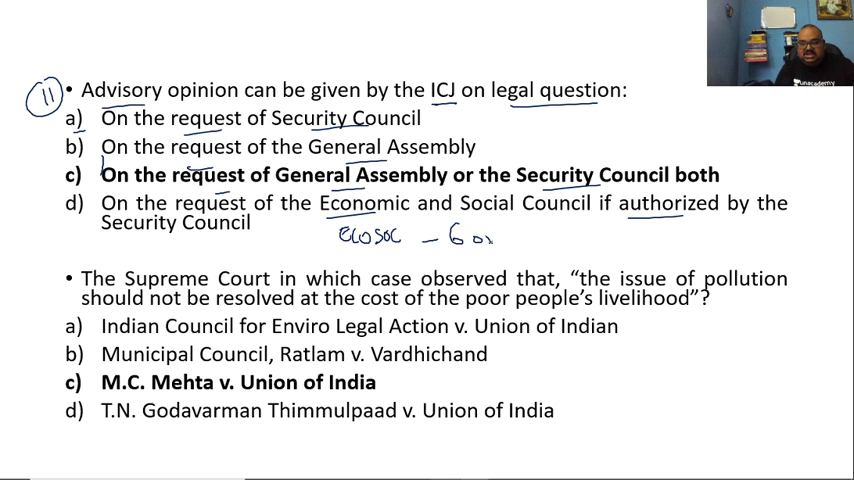 11
• Advisory opinion can be given by the ICJ on legal question:
a) On the request of Security Council
b) On the request of the General Assembly
c) On the request of General Assembly or the Security Council both
d) On the request of the Economic and Social Council if authorized by the
Security Council
ECOSOC - 6
• The Supreme Court in which case observed that, “the issue of pollution
should not be resolved at the cost of the poor people’s livelihood”?
a) Indian Council for Enviro Legal Action v. Union of Indian
b) Municipal Council, Ratlam v. Vardhichand
c) M.C. Mehta v. Union of India
d) T.N. Godavarman Thimmulpaad v. Union of India
unacademy